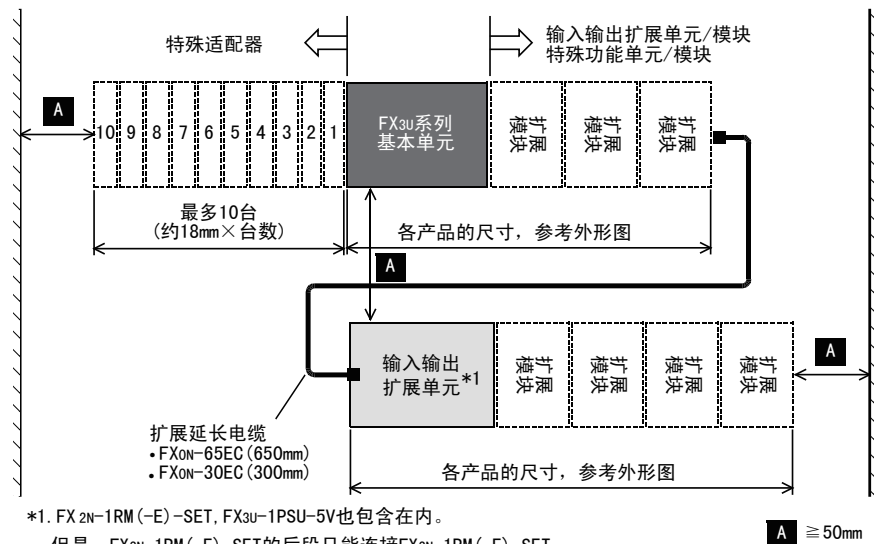 特殊适配器
输入输出扩展单元/模块
特殊功能单元/模块
A
10 9 8 7 6 5 4 3 2 1
FX3U系列
基本单元
扩展
模块
扩展
模块
扩展
模块
最多10台
(约18mm×台数)
各产品的尺寸，参考外形图
A
输入输出
扩展单元*1
扩展
模块
扩展
模块
扩展
模块
扩展
模块
A
扩展延长电缆
•FX0N-65EC(650mm)
•FX0N-30EC(300mm)
各产品的尺寸，参考外形图
*1. FX2N-1RM(-E)-SET, FX3U-1PSU-5V也包含在内。
A ≧50mm